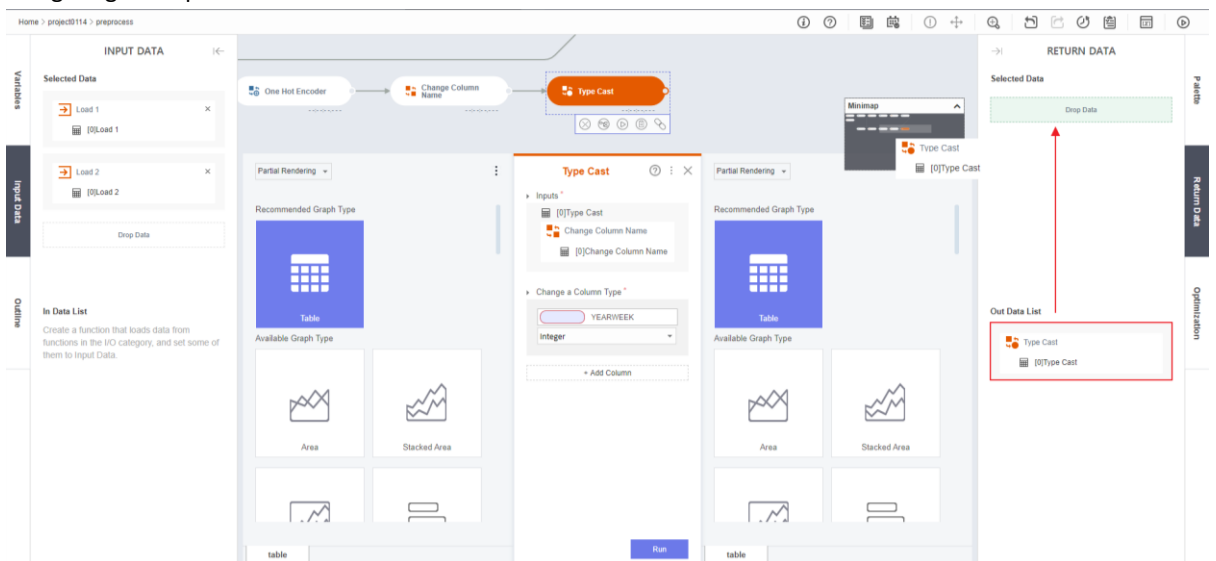 Home > project0114 > preprocess
INPUT DATA
RETURN DATA
Variables
Input Data
Outline
Selected Data
Load 1
[0]Load 1
Load 2
[0]Load 2
Drop Data
In Data List
Create a function that loads data from
functions in the I/O category, and set some of
them to Input Data.
One Hot Encoder
Change Column
Name
Type Cast
Minimap
Type Cast
[0]Type Cast
Partial Rendering
Recommended Graph Type
Table
Available Graph Type
Area
Stacked Area
table
Type Cast
Inputs *
[0]Type Cast
Change Column Name
[0]Change Column Name
Change a Column Type *
YEARWEEK
Integer
+ Add Column
Run
Partial Rendering
Recommended Graph Type
Table
Available Graph Type
Area
Stacked Area
table
Selected Data
Drop Data
Out Data List
Type Cast
[0]Type Cast
Palette
Return Data
Optimization